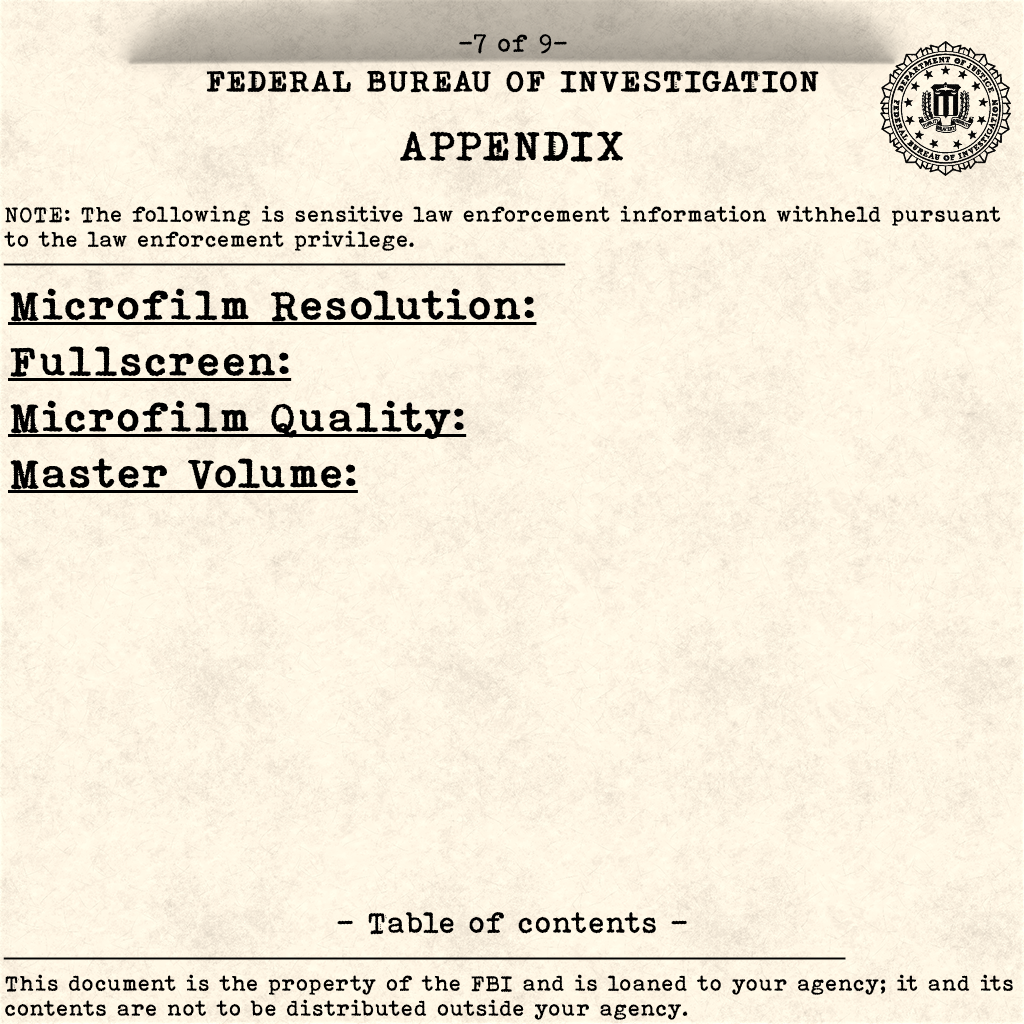 -7 of 9-
FEDERAL BUREAU OF INVESTIGATION
DEPARTMENT OF JUSTICE
FEDERAL BUREAU OF INVESTIGATION
APPENDIX
NOTE: The following is sensitive law enforcement information withheld pursuant
to the law enforcement privilege.
Microfilm Resolution:
Fullscreen:
Microfilm Quality:
Master Volume:
- Table of contents -
This document is the property of the FBI and is loaned to your agency; it and its
contents are not to be distributed outside your agency.